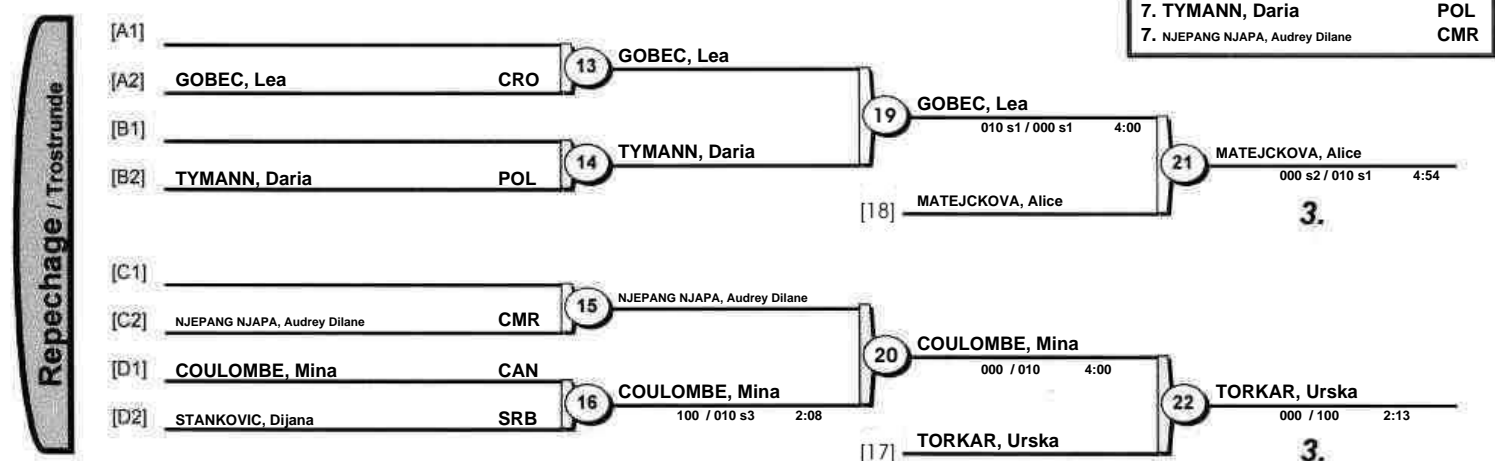 7. TYMANN, Daria POL
7. NJEPANG NJAPA, Audrey Dilane CMR
Repechage / Trostrunde
[A1]
[A2] GOBEC, Lea CRO
13 GOBEC, Lea
[B1]
[B2] TYMANN, Daria POL
14 TYMANN, Daria
19 GOBEC, Lea
010 s1 / 000 s1 4:00
[18] MATEJCKOVA, Alice
21 MATEJCKOVA, Alice
000 s2 / 010 s1 4:54
3.
[C1]
[C2] NJEPANG NJAPA, Audrey Dilane CMR
15 NJEPANG NJAPA, Audrey Dilane
[D1] COULOMBE, Mina CAN
[D2] STANKOVIC, Dijana SRB
16 COULOMBE, Mina
100 / 010 s3 2:08
20 COULOMBE, Mina
000 / 010 4:00
[17] TORKAR, Urska
22 TORKAR, Urska
000 / 100 2:13
3.